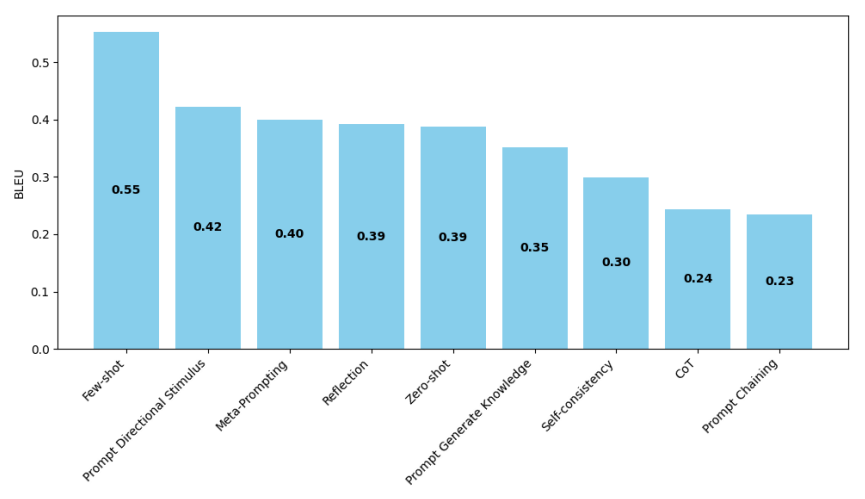 BLEU
0.5
0.4
0.3
0.2
0.1
0.0
0.55
0.42
0.40
0.39
0.39
0.35
0.30
0.24
0.23
Few-shot
Prompt Directional Stimulus
Meta-Prompting
Reflection
Zero-shot
Prompt Generate Knowledge
Self-consistency
CoT
Prompt Chaining